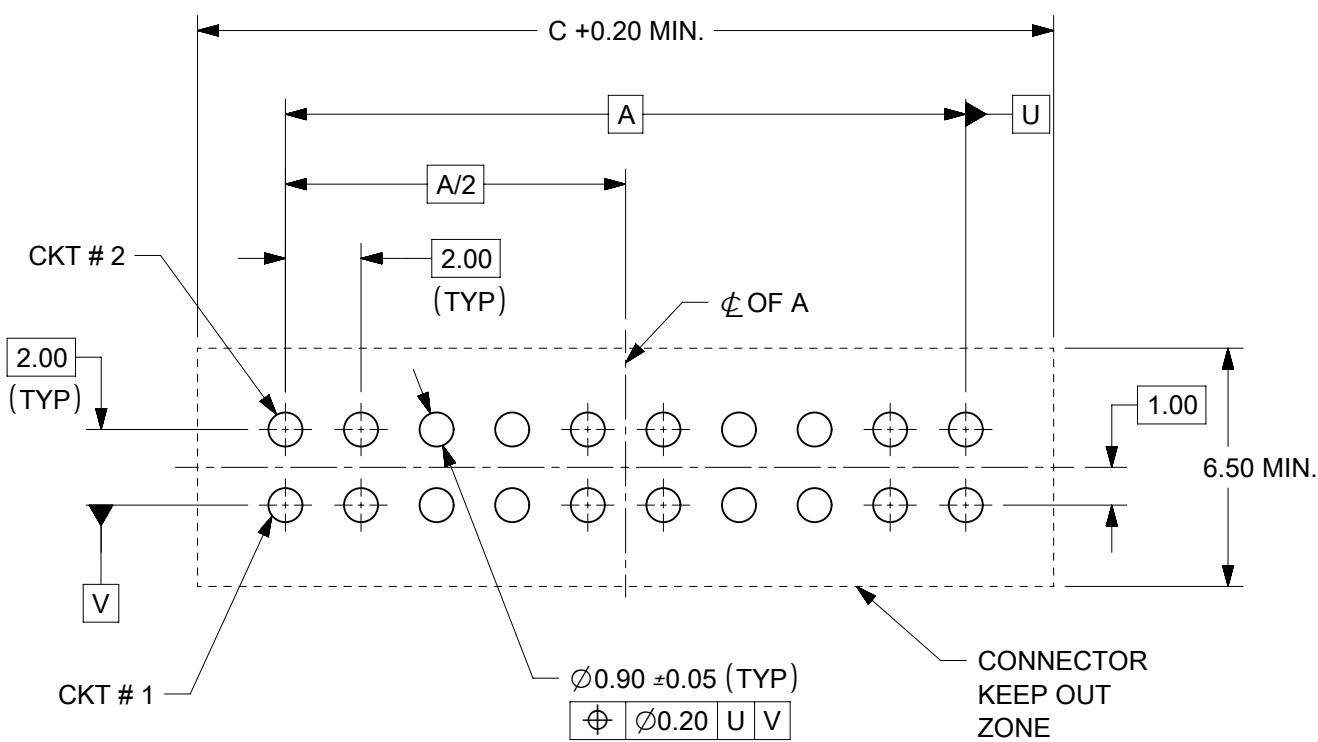 C +0.20 MIN.
A
U
A/2
CKT # 2
2.00
(TYP)
℄ OF A
2.00
(TYP)
1.00
6.50 MIN.
V
CKT # 1
∅0.90 ±0.05 (TYP)
⌖ ∅0.20 U V
CONNECTOR
KEEP OUT
ZONE